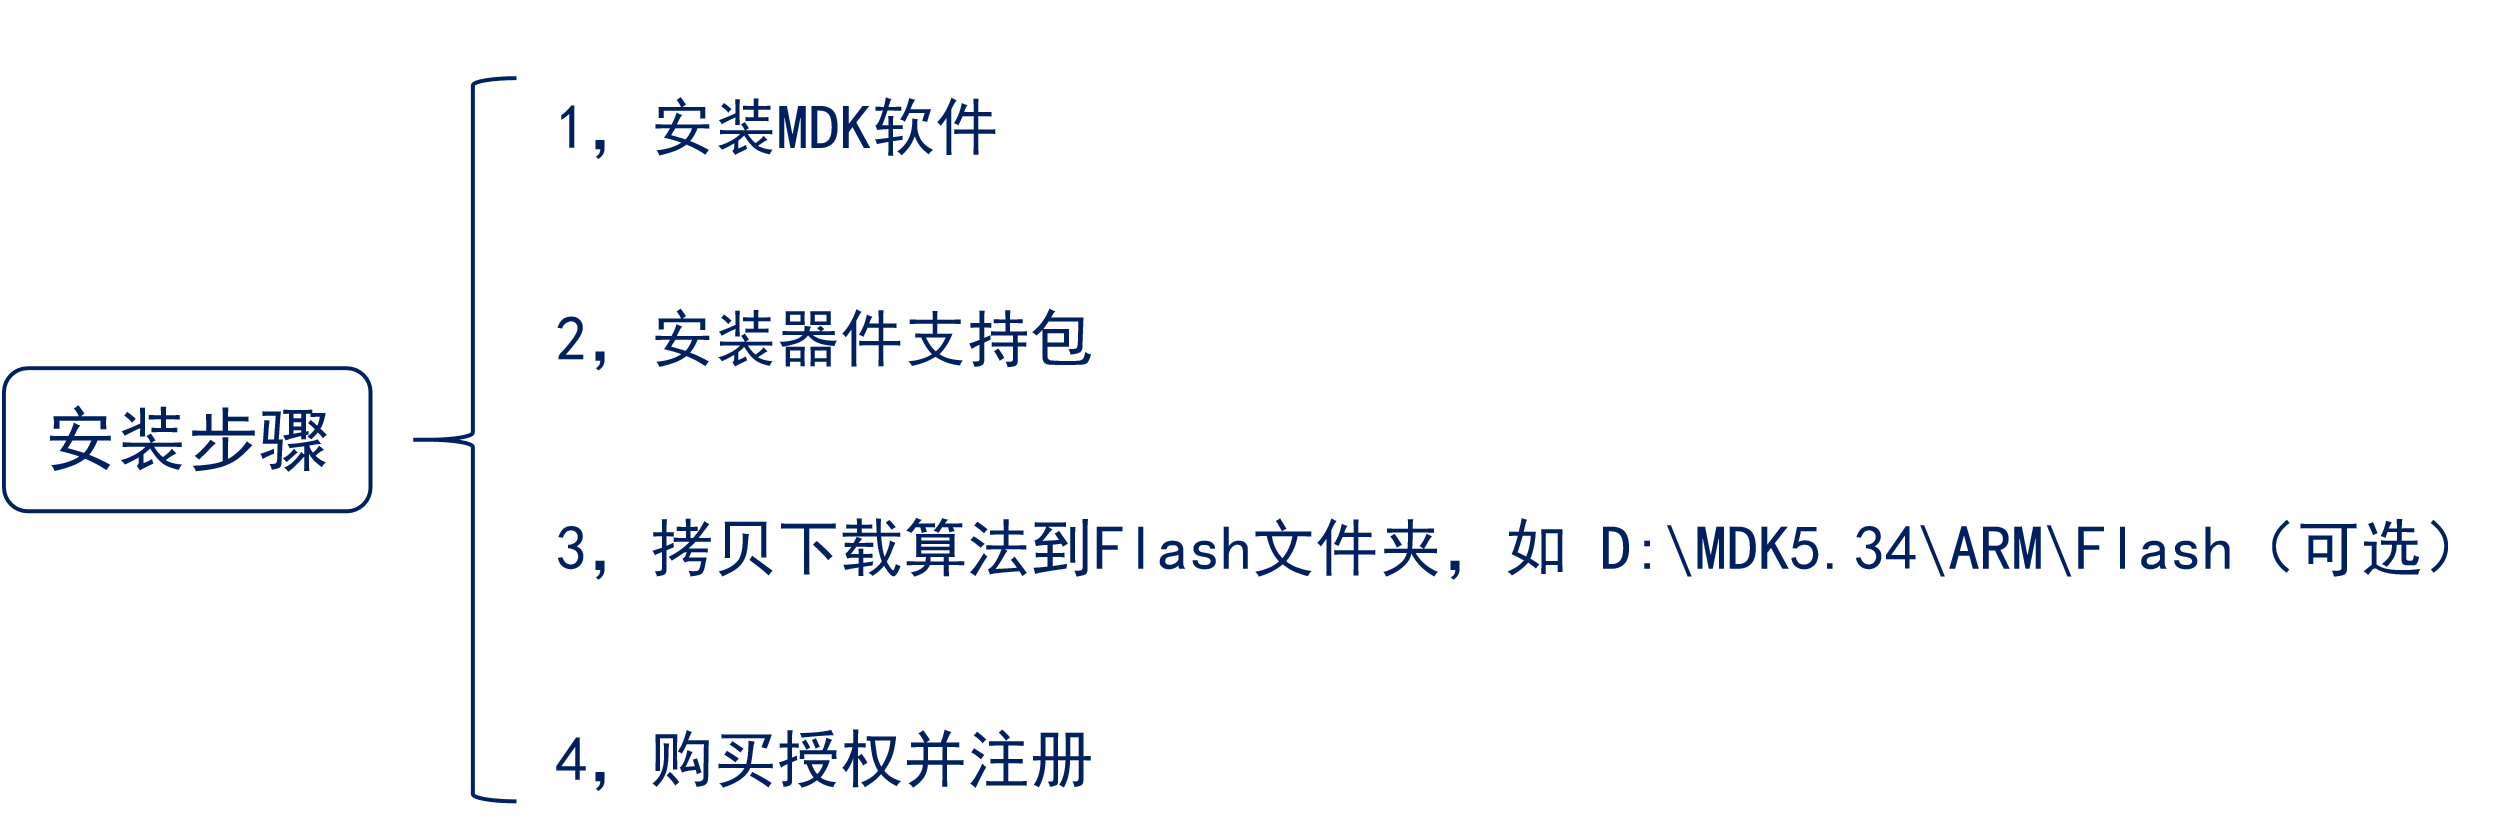 安装步骤
1，安装MDK软件
2，安装器件支持包
3，拷贝下载算法到Flash文件夹，如 D:\MDK5.34\ARM\Flash（可选）
4，购买授权并注册